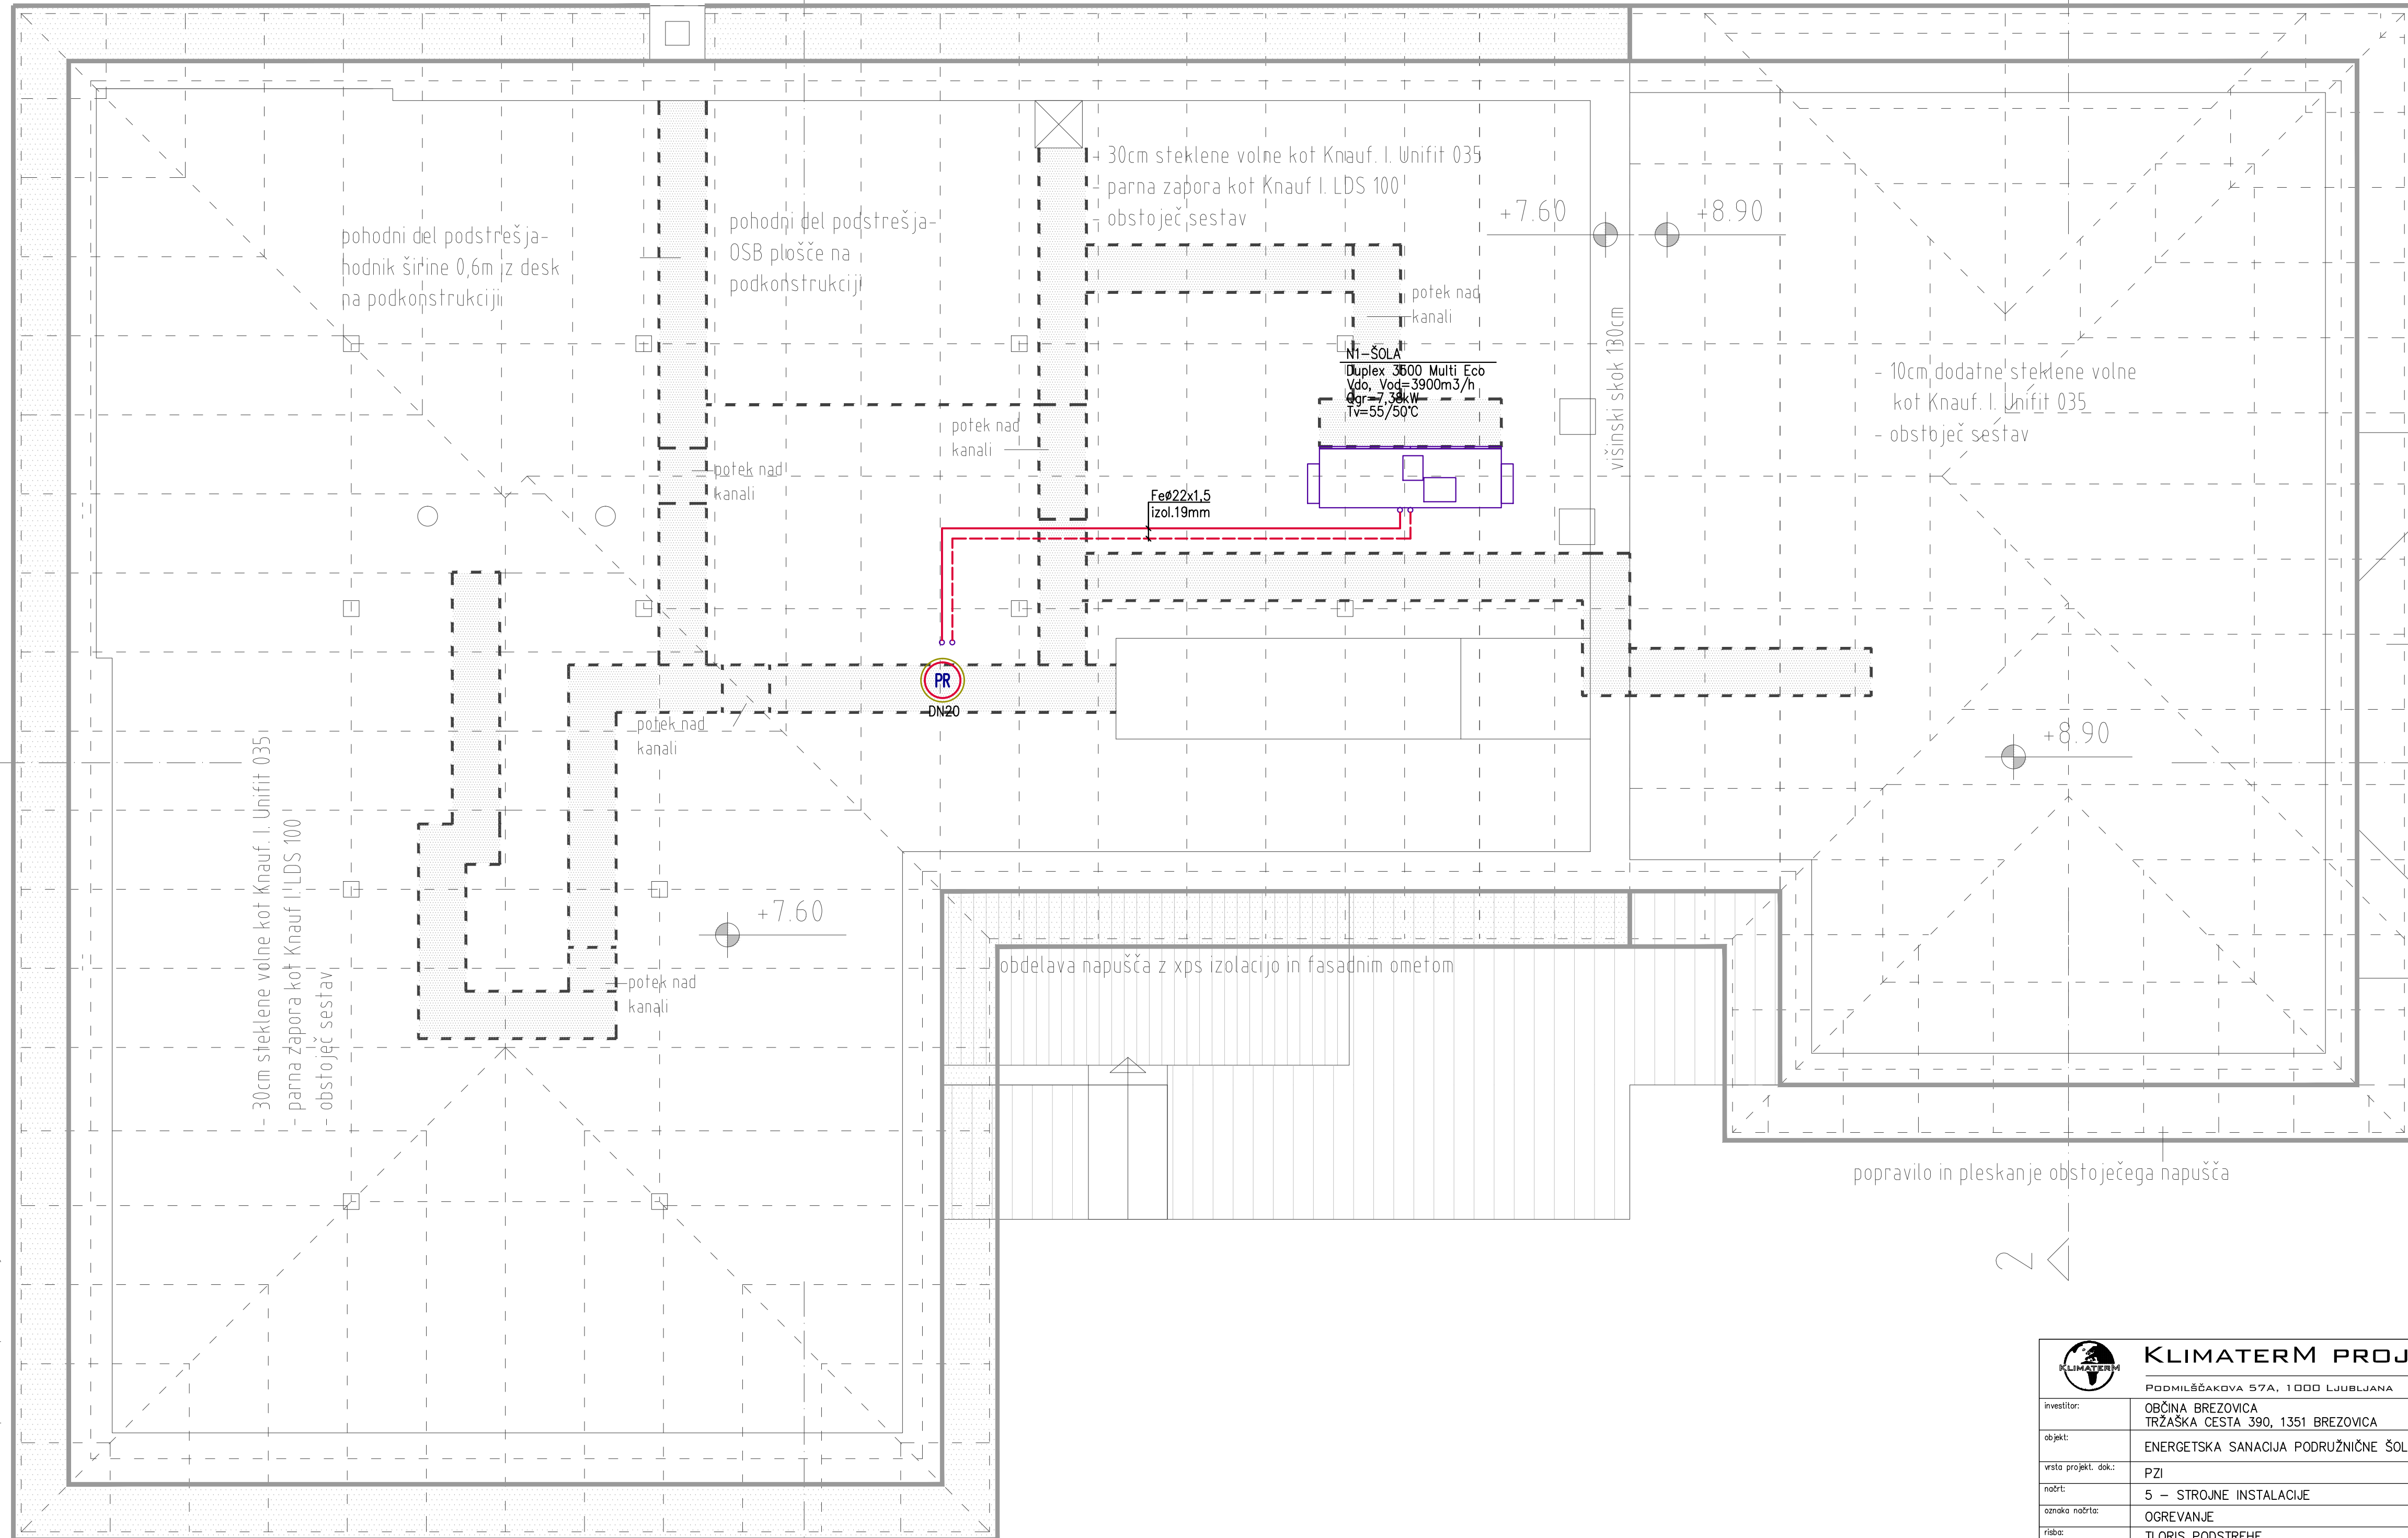 pohodni del podstrešja-
hodnik širine 0,6m iz desk
na podkonstrukciji
pohodni del podstrešja-
OSB plošče na
podkonstrukciji
- 30cm steklene volne kot Knauf. I. Unifit 035
- parna zapora kot Knauf I. LDS 100
- obstoječ sestav
+7.60
+8.90
potek nad
kanali
višinski skok 130cm
N1-ŠOLA
Duplex 3600 Multi Eco
Vdo, Vod=3900m3/h
Qgr=7,38kW
Tv=55/50°C
- 10cm dodatne steklene volne
kot Knauf. I. Unifit 035
- obstoječ sestav
potek nad
kanali
potek nad
kanali
Feø22x1,5
izol.19mm
PR
DN20
potek nad
kanali
+8.90
- 30cm steklene volne kot Knauf. I. Unifit 035
- parna zapora kot Knauf I. LDS 100
- obstoječ sestav
+7.60
potek nad
kanali
obdelava napušča z xps izolacijo in fasadnim ometom
popravilo in pleskanje obstoječega napušča
2
KLIMATERM
KLIMATERM PROJ
PODMILŠČAKOVA 57A, 1000 LJUBLJANA
investitor:
OBČINA BREZOVICA
TRŽAŠKA CESTA 390, 1351 BREZOVICA
objekt:
ENERGETSKA SANACIJA PODRUŽNIČNE ŠOL
vrsta projekt. dok.:
PZI
načrt:
5 – STROJNE INSTALACIJE
oznaka načrta:
OGREVANJE
risba:
TLORIS PODSTREHE